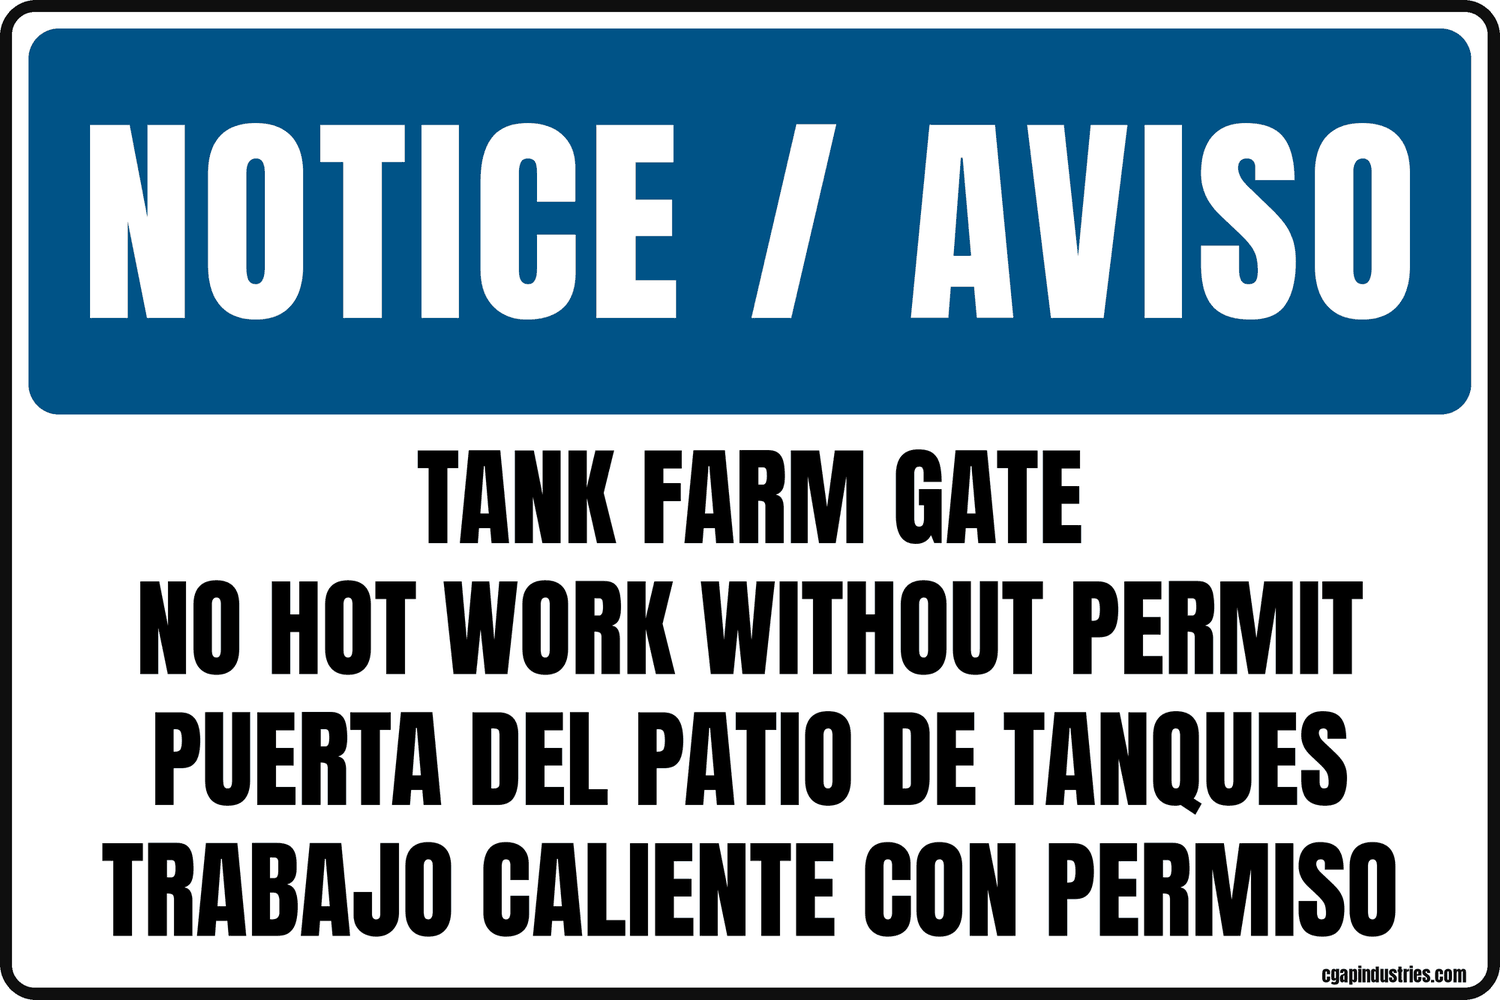 NOTICE / AVISO
TANK FARM GATE
NO HOT WORK WITHOUT PERMIT
PUERTA DEL PATIO DE TANQUES
TRABAJO CALIENTE CON PERMISO
cgapindustries.com